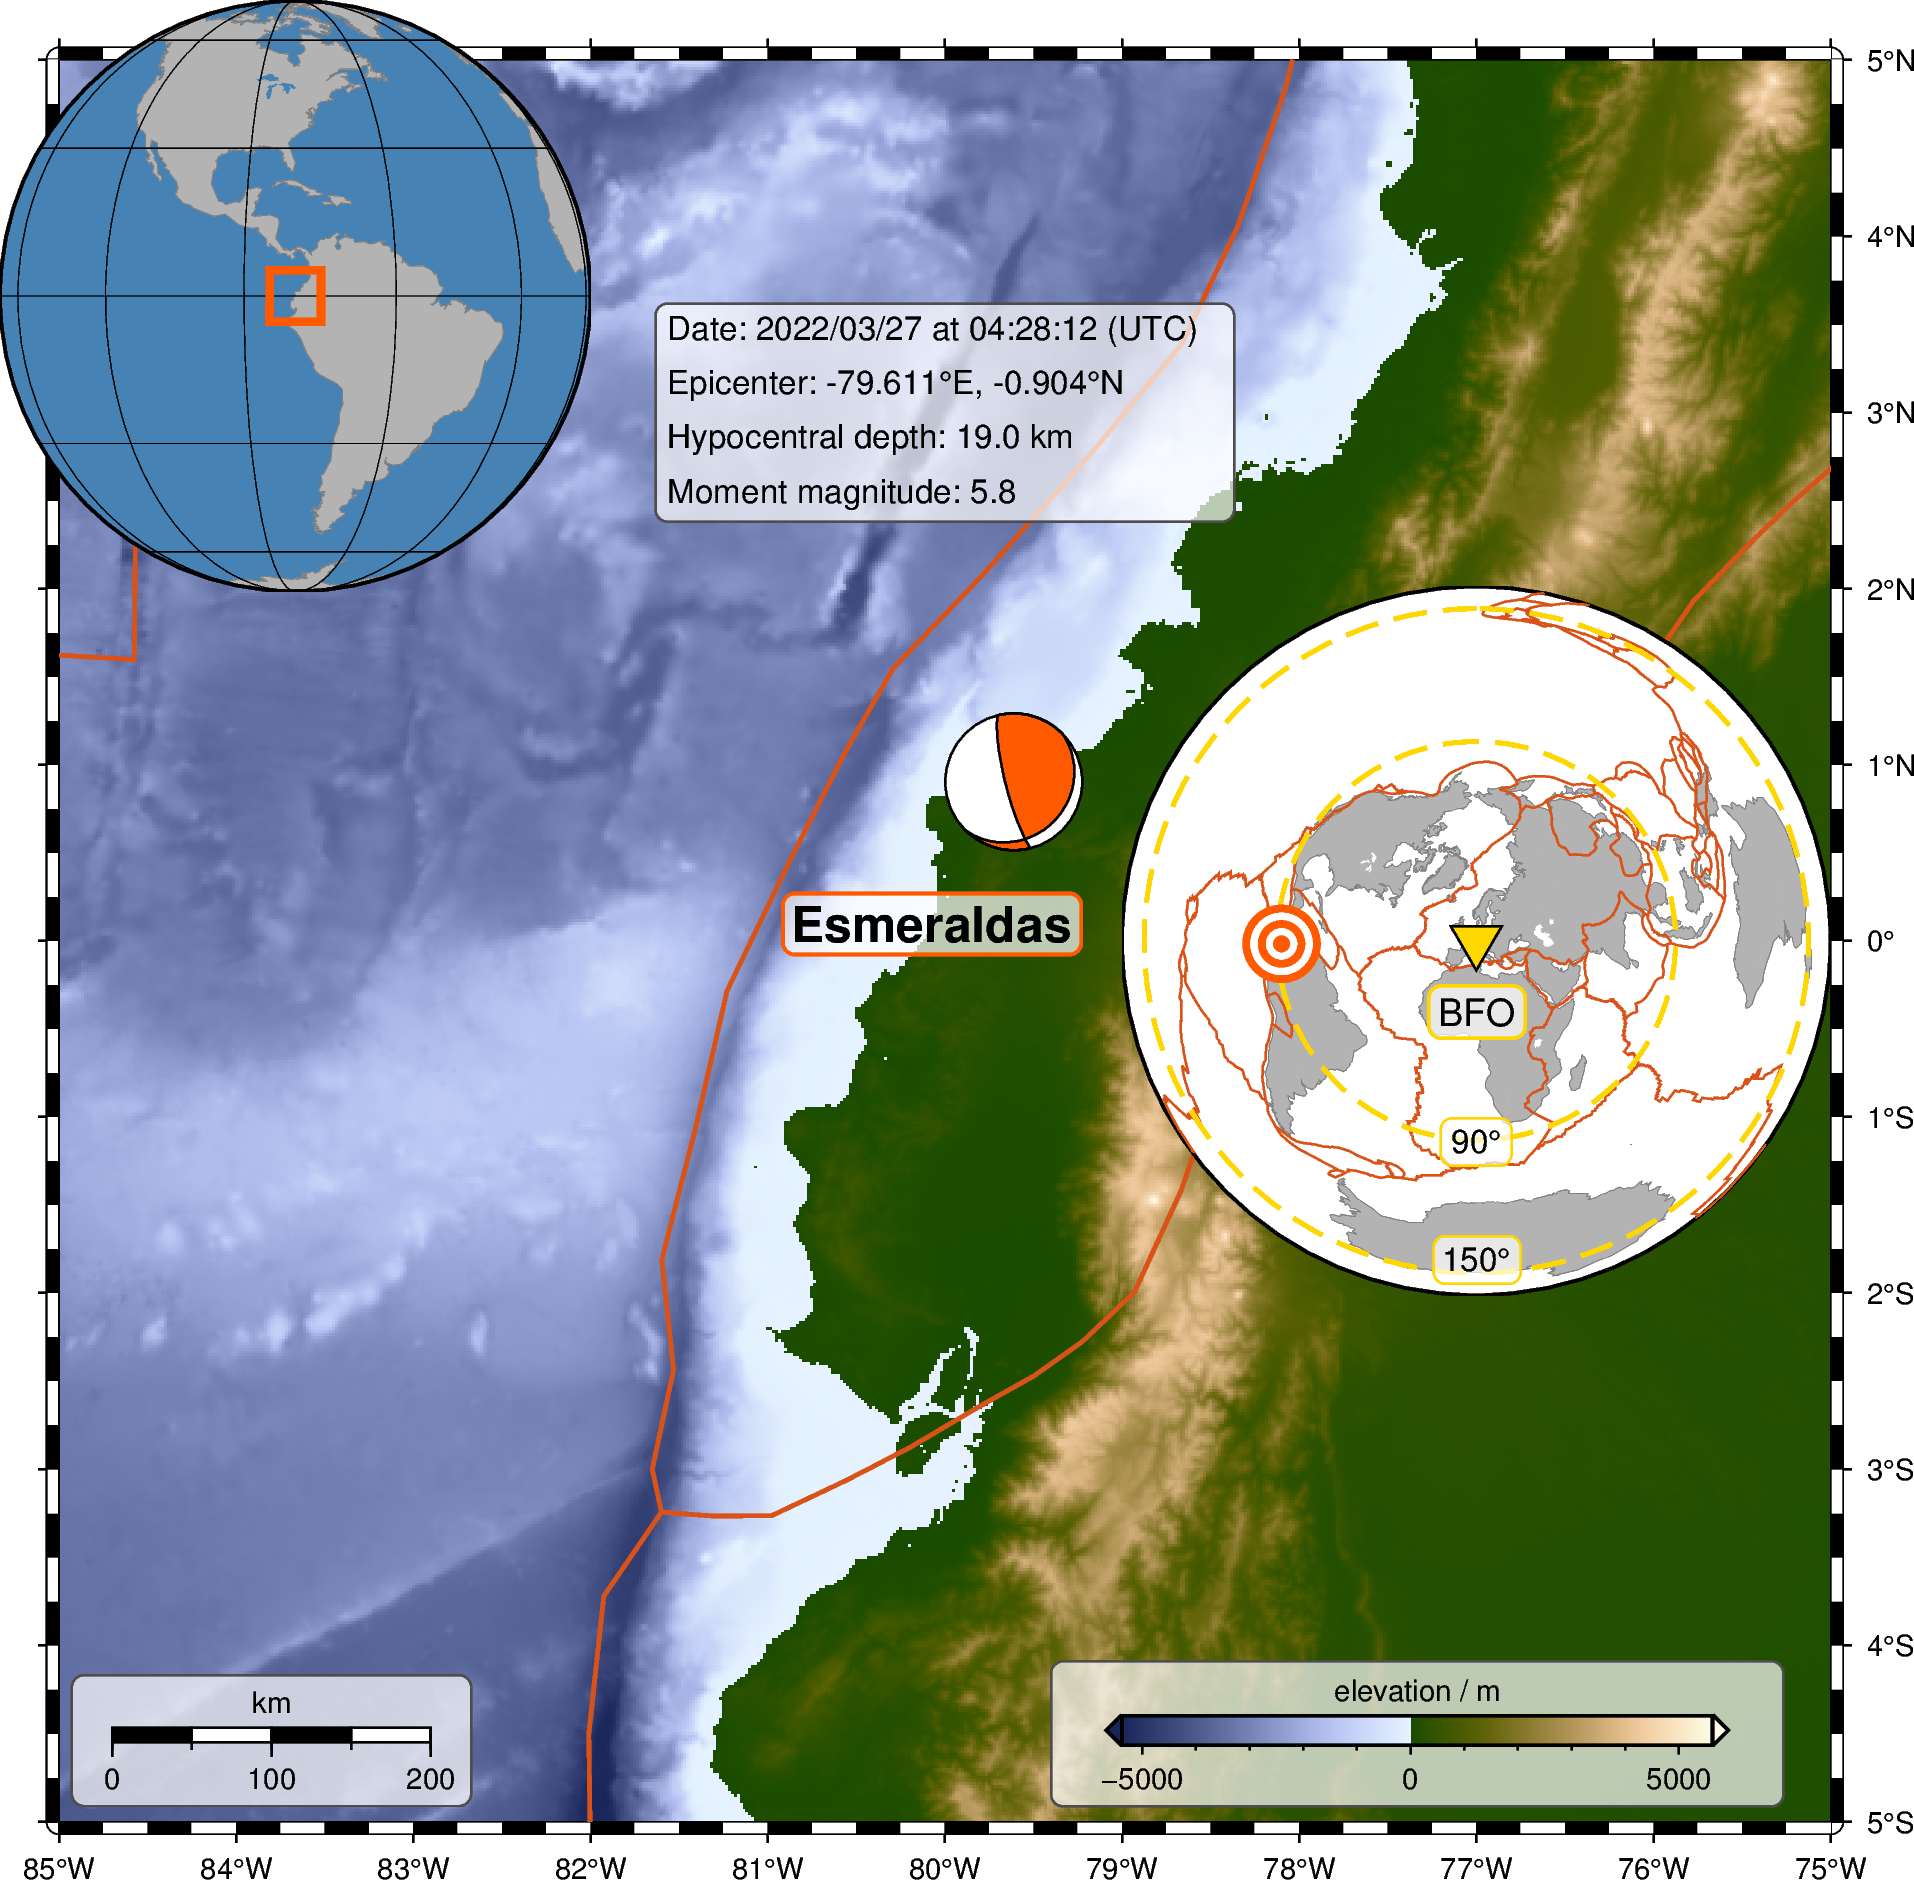 Date: 2022/03/27 at 04:28:12 (UTC)
Epicenter: -79.611°E, -0.904°N
Hypocentral depth: 19.0 km
Moment magnitude: 5.8
Esmeraldas
BFO
90°
150°
5°N
4°N
3°N
2°N
1°N
0°
1°S
2°S
3°S
4°S
5°S
km
0 100 200
elevation / m
−5000 0 5000
85°W 84°W 83°W 82°W 81°W 80°W 79°W 78°W 77°W 76°W 75°W